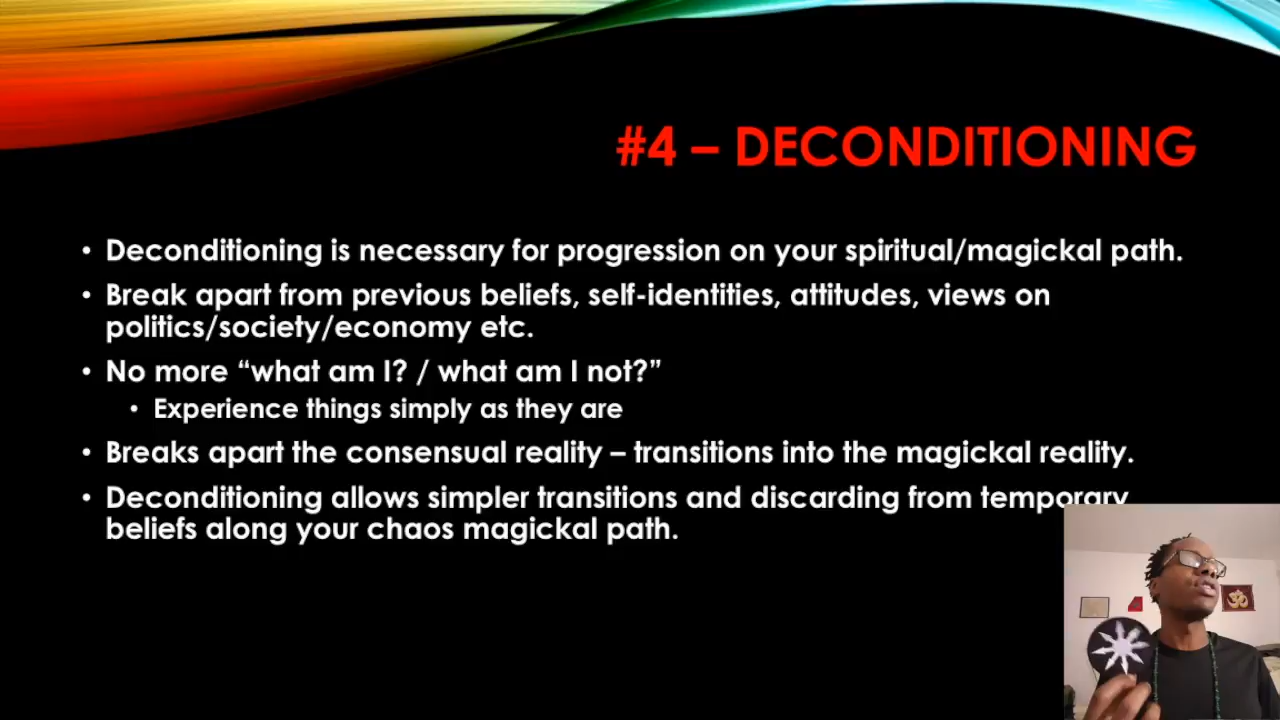 #4 – DECONDITIONING
• Deconditioning is necessary for progression on your spiritual/magickal path.
• Break apart from previous beliefs, self-identities, attitudes, views on
politics/society/economy etc.
• No more “what am I? / what am I not?”
• Experience things simply as they are
• Breaks apart the consensual reality – transitions into the magickal reality.
• Deconditioning allows simpler transitions and discarding from temporary
beliefs along your chaos magickal path.